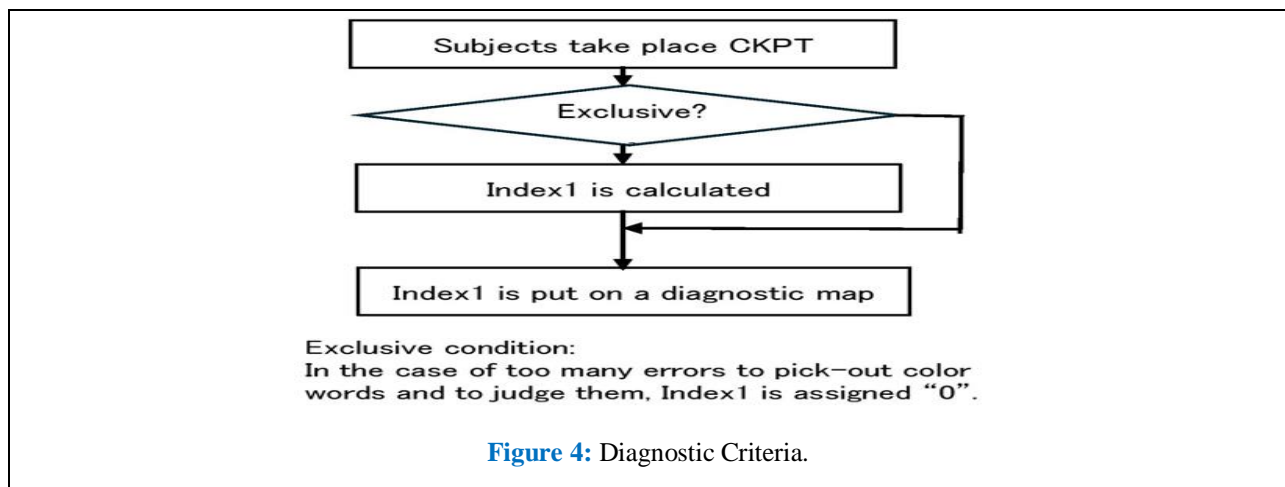 Subjects take place CKPT
Exclusive?
Index1 is calculated
Index1 is put on a diagnostic map
Exclusive condition:
In the case of too many errors to pick-out color
words and to judge them, Index1 is assigned “0”.
Figure 4: Diagnostic Criteria.